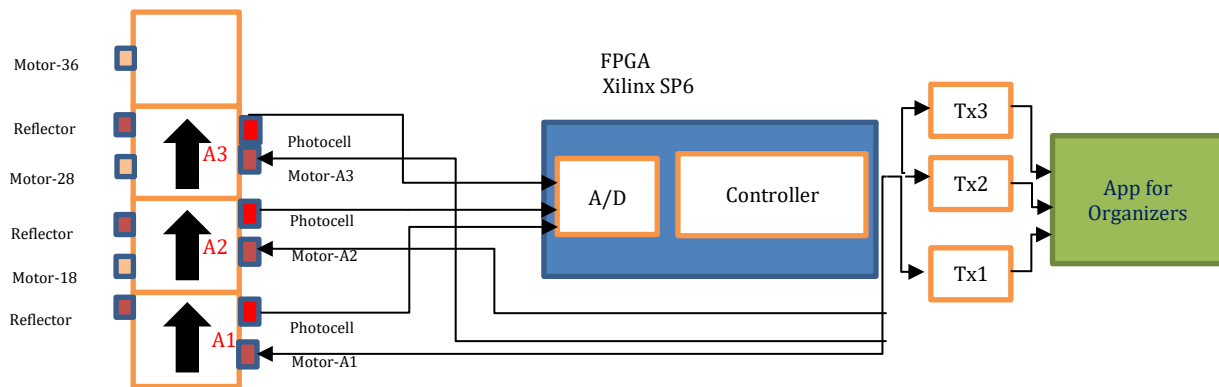 Motor-36
Reflector
Motor-28
Reflector
Motor-18
Reflector
A3
A2
A1
Photocell
Motor-A3
Photocell
Motor-A2
Photocell
Motor-A1
FPGA
Xilinx SP6
A/D
Controller
Tx3
Tx2
Tx1
App for
Organizers